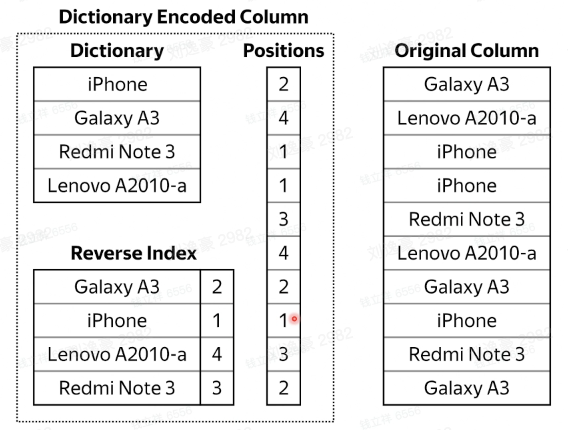 Dictionary Encoded Column
Dictionary
Positions
Original Column
iPhone
2
Galaxy A3
Galaxy A3
4
Lenovo A2010-a
Redmi Note 3
1
iPhone
Lenovo A2010-a
1
iPhone
3
Redmi Note 3
Reverse Index
4
Lenovo A2010-a
Galaxy A3
2
2
Galaxy A3
iPhone
1
1
iPhone
Lenovo A2010-a
4
3
Redmi Note 3
Redmi Note 3
3
2
Galaxy A3